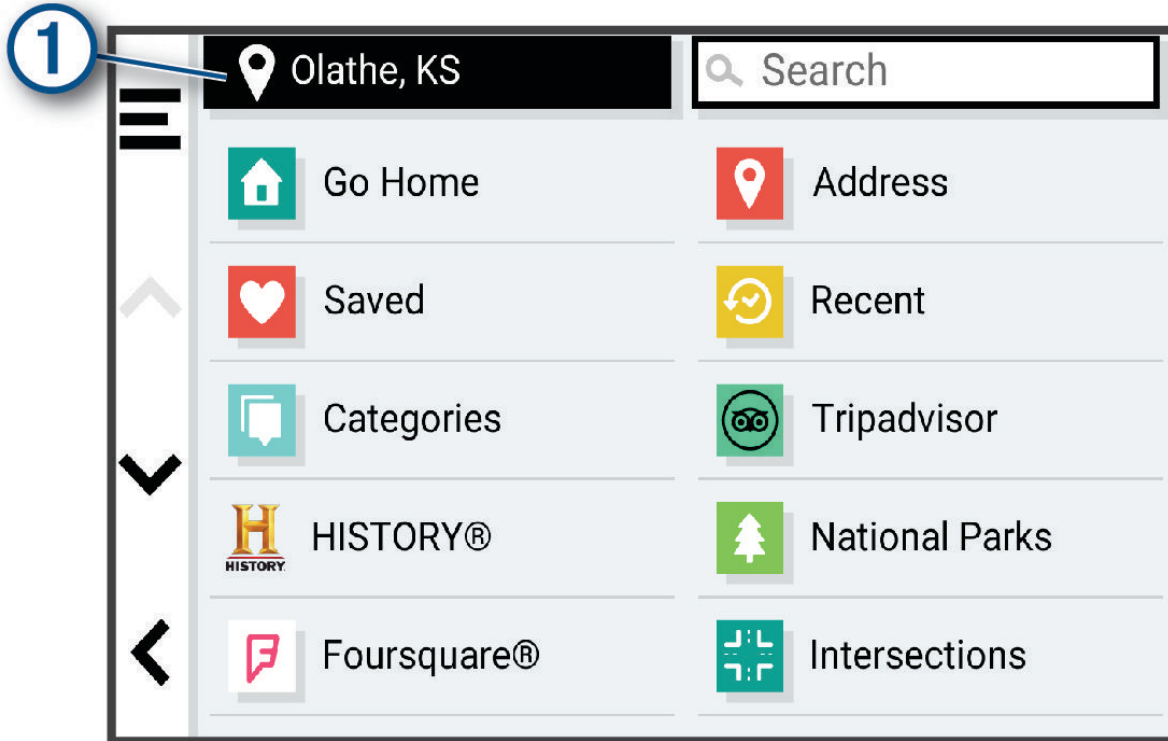 1
Olathe, KS
Search
Go Home
Address
Saved
Recent
Categories
Tripadvisor
HISTORY
HISTORY®
National Parks
Foursquare®
Intersections